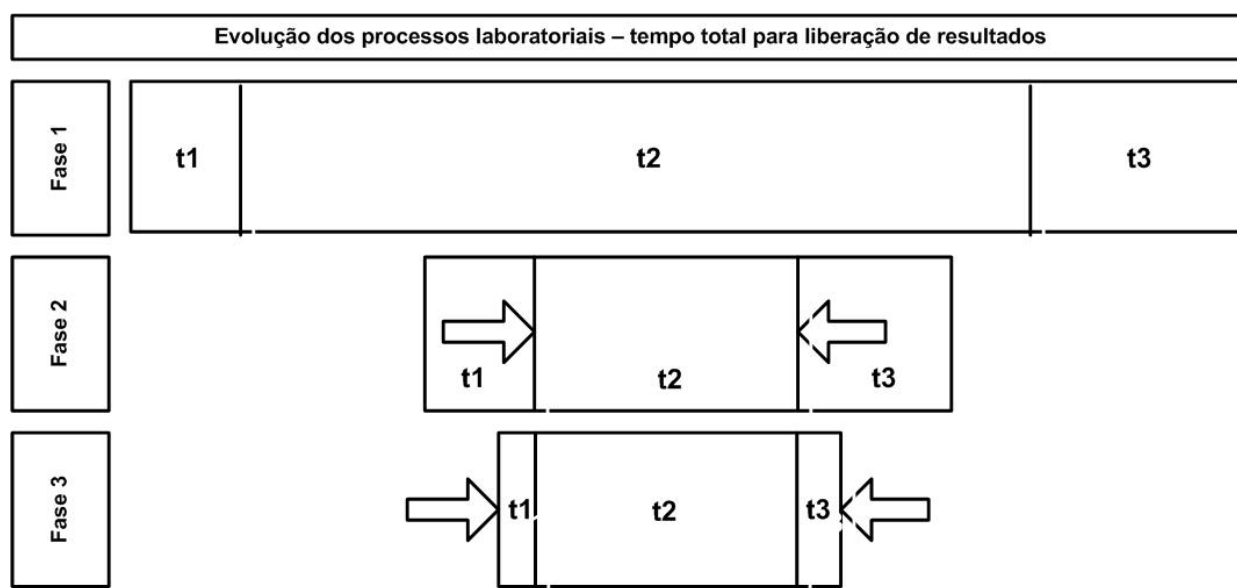 Evolução dos processos laboratoriais – tempo total para liberação de resultados
Fase 1
t1
t2
t3
Fase 2
t1
t2
t3
Fase 3
t1
t2
t3